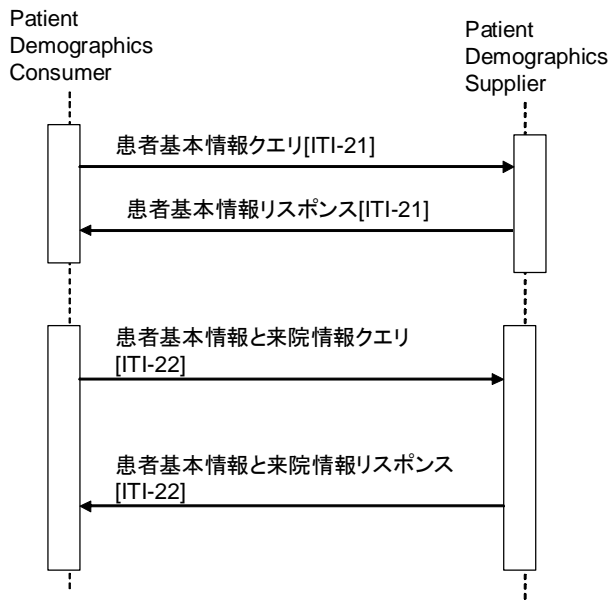 Patient
Demographics
Consumer
Patient
Demographics
Supplier
患者基本情報クエリ[ITI-21]
患者基本情報リスポンス[ITI-21]
患者基本情報と来院情報クエリ
[ITI-22]
患者基本情報と来院情報リスポンス
[ITI-22]